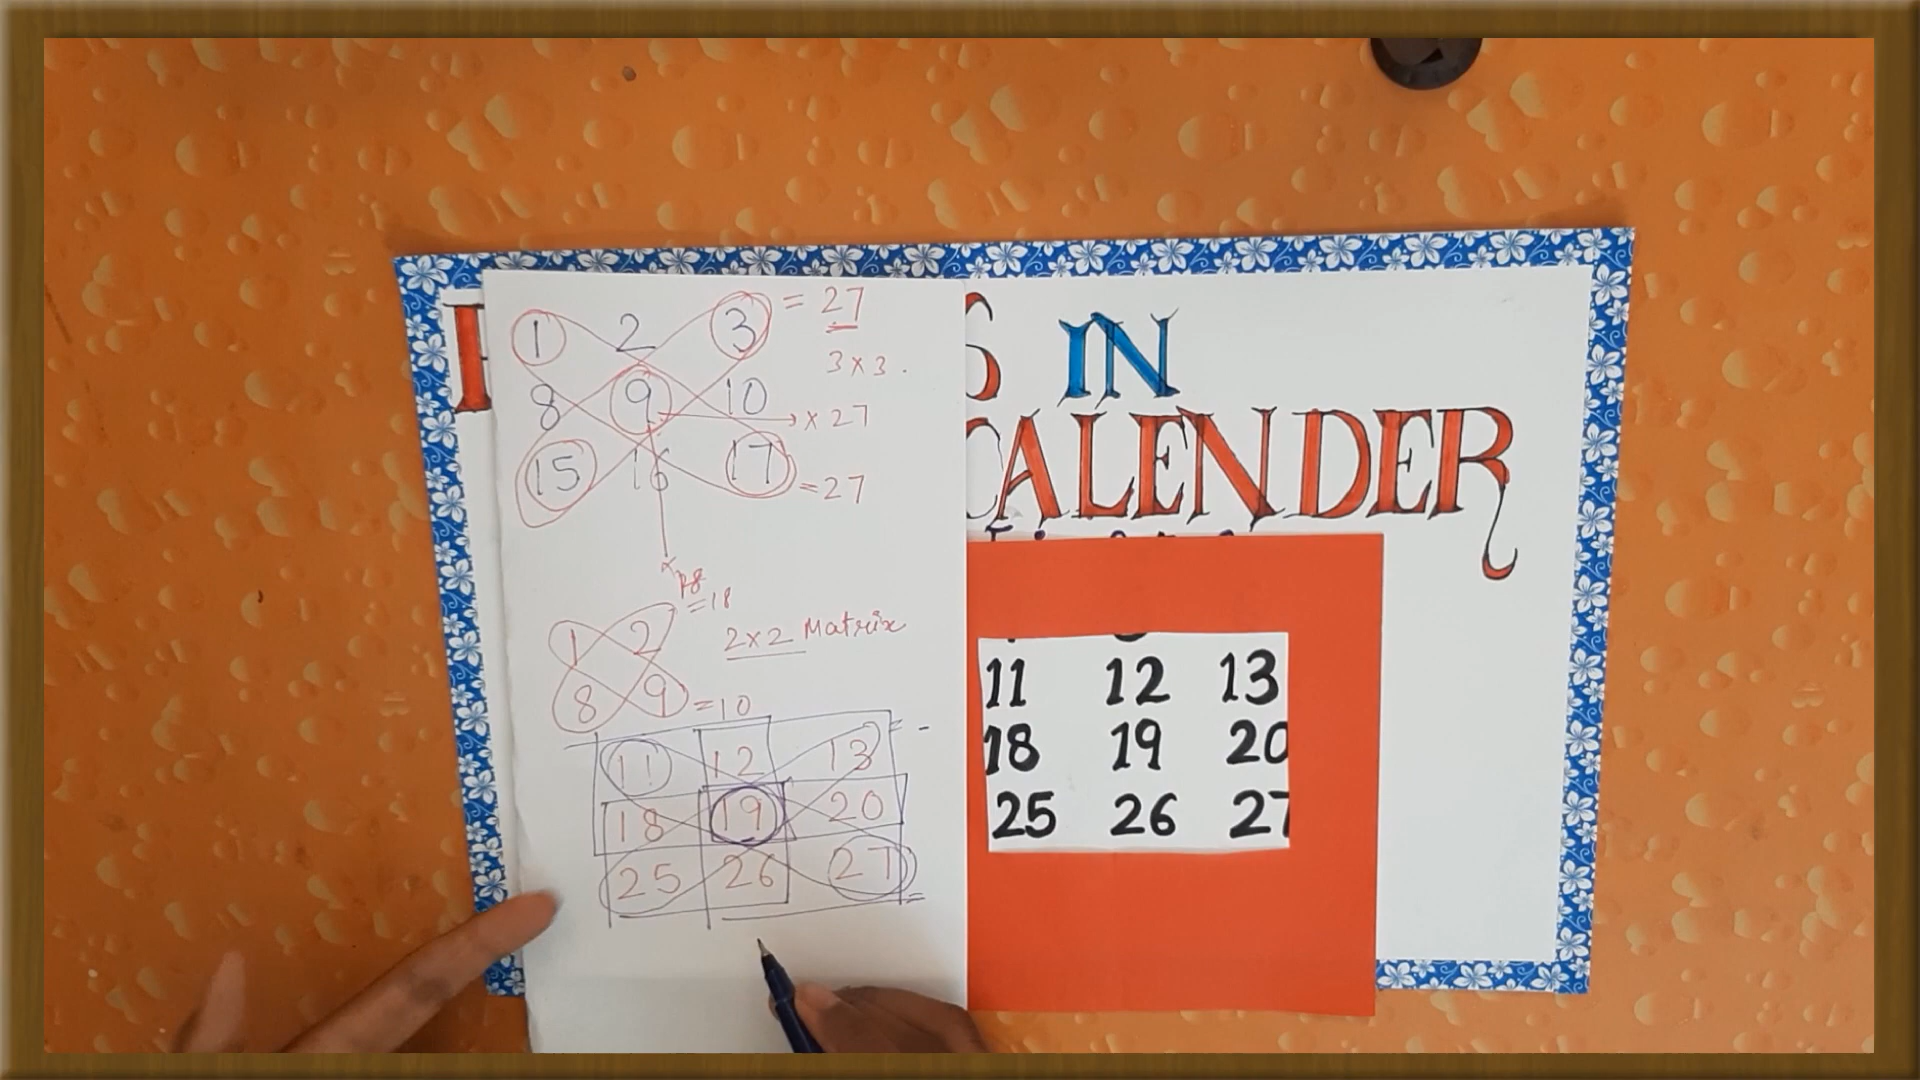 1 2 3 = 27
3 x 3 .
8 9 10 x 27
15 16 17 = 27
= 18
1 2
2x2 Matrix
8 9 = 10
11 12 13 = -
18 19 20
25 26 27 =
IN
CALENDER
11 12 13
18 19 20
25 26 27